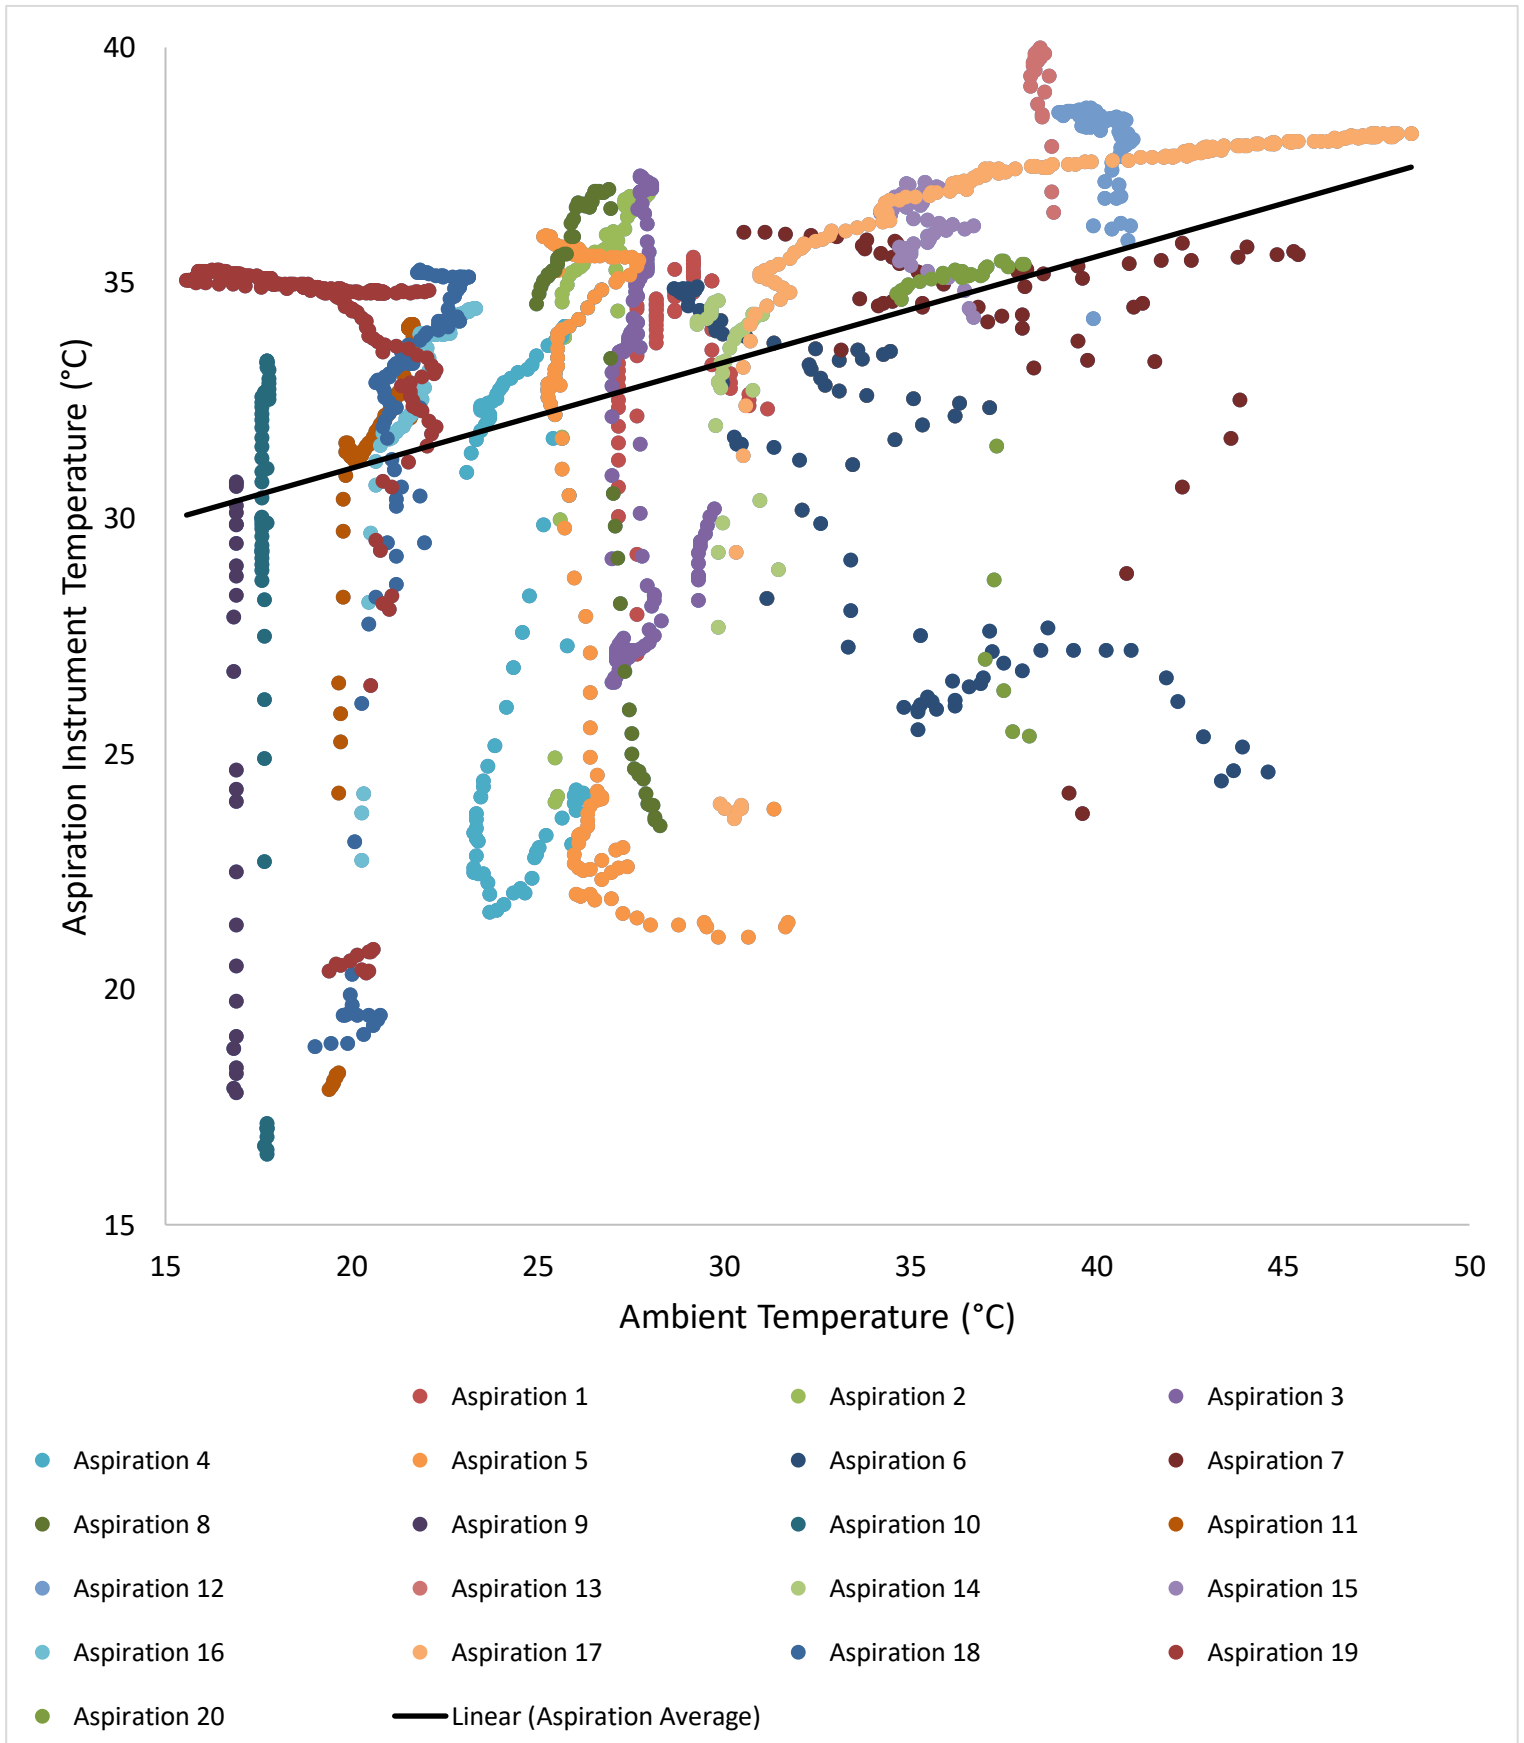 40
35
30
25
20
15
Aspiration Instrument Temperature (°C)
15 20 25 30 35 40 45 50
Ambient Temperature (°C)
Aspiration 1 Aspiration 2 Aspiration 3
Aspiration 4 Aspiration 5 Aspiration 6 Aspiration 7
Aspiration 8 Aspiration 9 Aspiration 10 Aspiration 11
Aspiration 12 Aspiration 13 Aspiration 14 Aspiration 15
Aspiration 16 Aspiration 17 Aspiration 18 Aspiration 19
Aspiration 20 Linear (Aspiration Average)